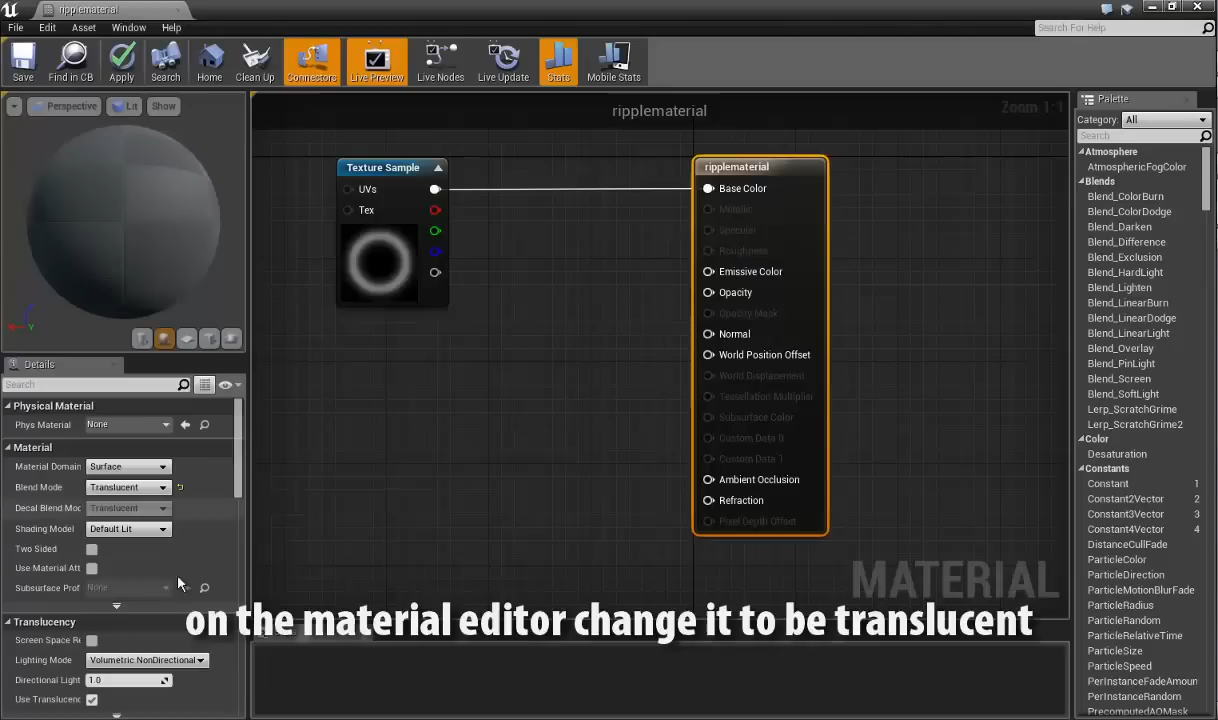 ripplematerial
File Edit Asset Window Help
Search For Help
Save Find in CB Apply Search Home Clean Up Connectors Live Preview Live Nodes Live Update Stats Mobile Stats
Perspective Lit Show
ripplematerial
Zoom 1:1
Texture Sample
UVs
Tex
ripplematerial
Base Color
Metallic
Specular
Roughness
Emissive Color
Opacity
Opacity Mask
Normal
World Position Offset
World Displacement
Tessellation Multiplier
Subsurface Color
Custom Data 0
Custom Data 1
Ambient Occlusion
Refraction
Pixel Depth Offset
MATERIAL
Y
Details
Search
Physical Material
Phys Material None
Material
Material Domain Surface
Blend Mode Translucent
Decal Blend Moc Translucent
Shading Model Default Lit
Two Sided
Use Material Att
Subsurface Prof None
Translucency
Screen Space Re
Lighting Mode Volumetric NonDirectional
Directional Light 1.0
Use Translucenc
on the material editor change it to be translucent
Palette
Category: All
Search
Atmosphere
AtmosphericFogColor
Blends
Blend_ColorBurn
Blend_ColorDodge
Blend_Darken
Blend_Difference
Blend_Exclusion
Blend_HardLight
Blend_Lighten
Blend_LinearBurn
Blend_LinearDodge
Blend_LinearLight
Blend_Overlay
Blend_PinLight
Blend_Screen
Blend_SoftLight
Lerp_ScratchGrime
Lerp_ScratchGrime2
Color
Desaturation
Constants
Constant 1
Constant2Vector 2
Constant3Vector 3
Constant4Vector 4
DistanceCullFade
ParticleColor
ParticleDirection
ParticleMotionBlurFade
ParticleRadius
ParticleRandom
ParticleRelativeTime
ParticleSize
ParticleSpeed
PerInstanceFadeAmoun
PerInstanceRandom
PrecomputedAOMask